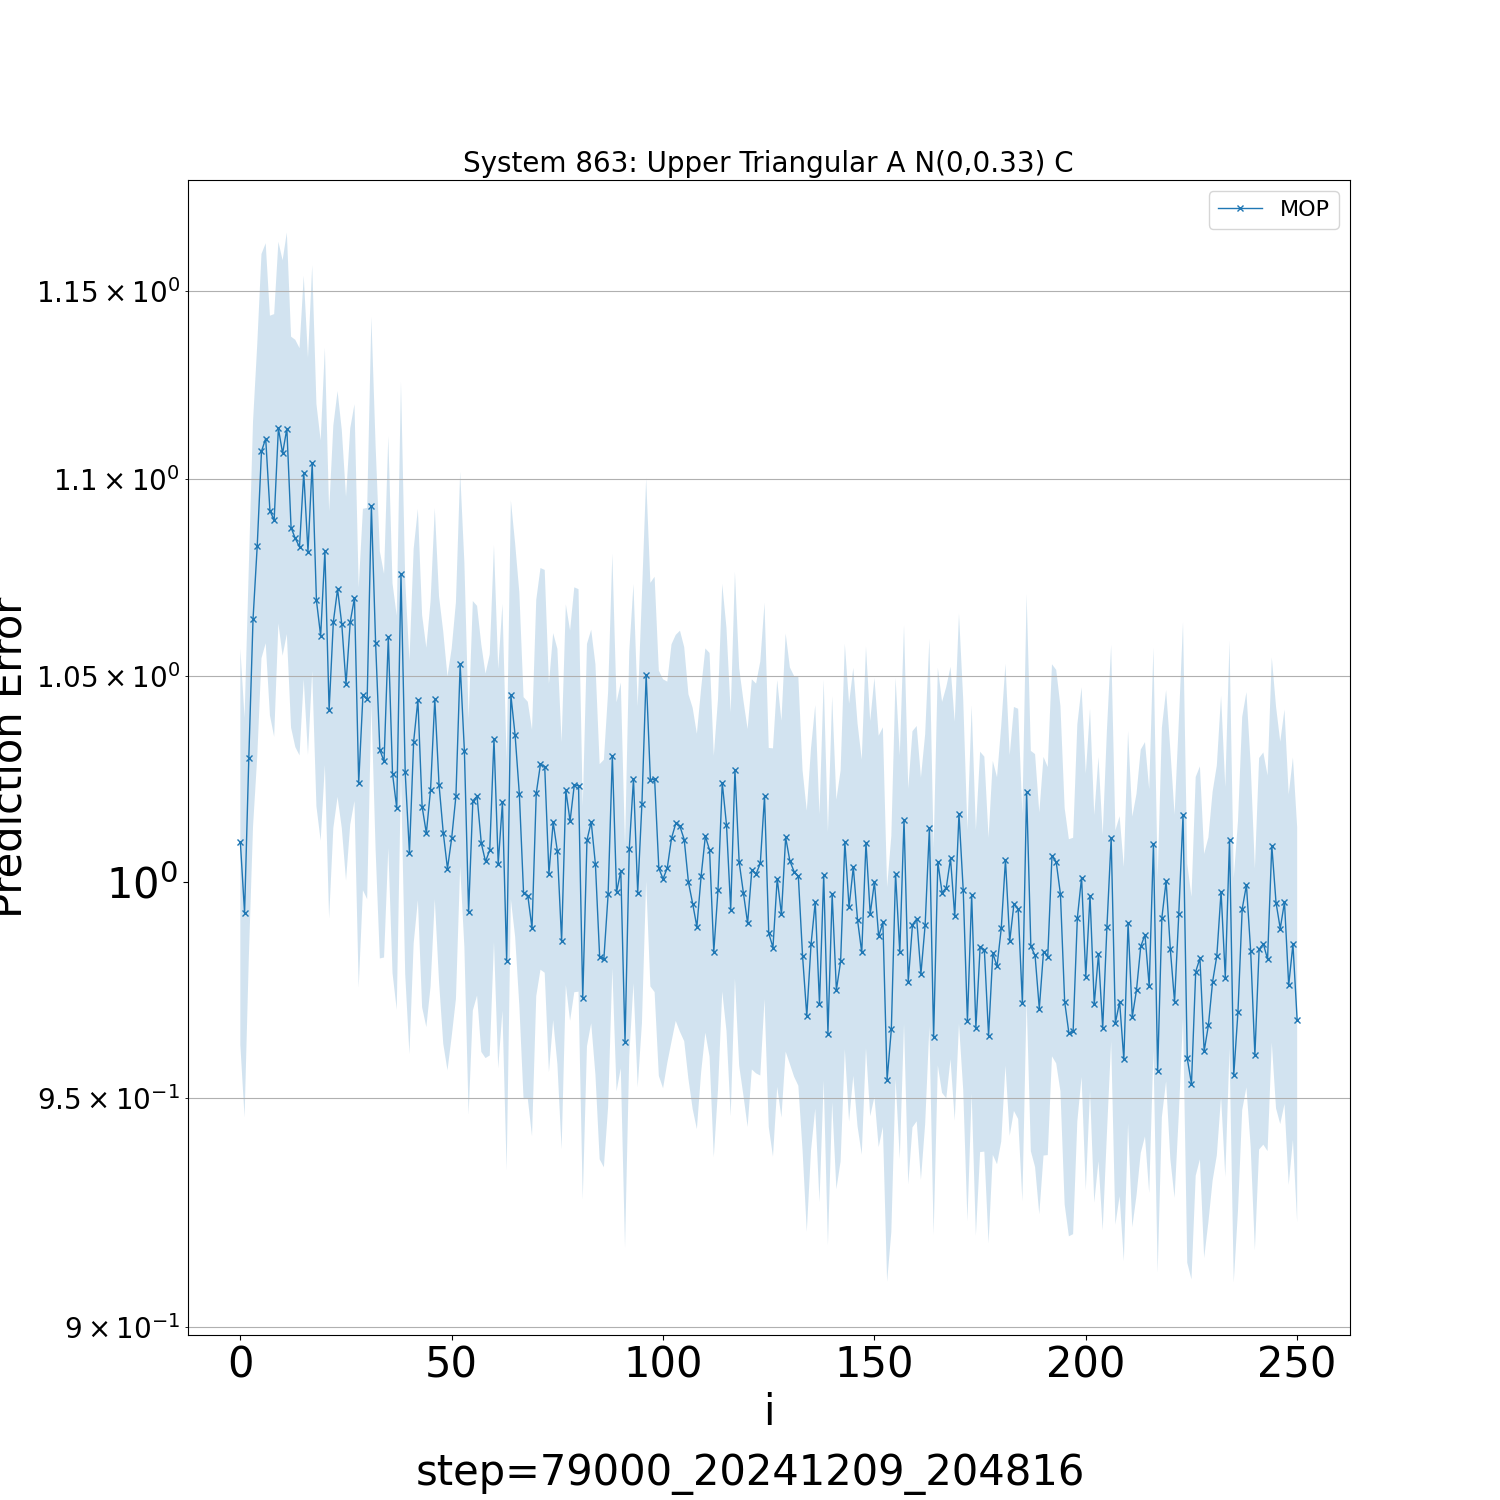 System 863: Upper Triangular A N(0,0.33) C
MOP
1.15 × 10⁰
1.1 × 10⁰
1.05 × 10⁰
10⁰
9.5 × 10⁻¹
9 × 10⁻¹
Prediction Error
0 50 100 150 200 250
i
step=79000_20241209_204816